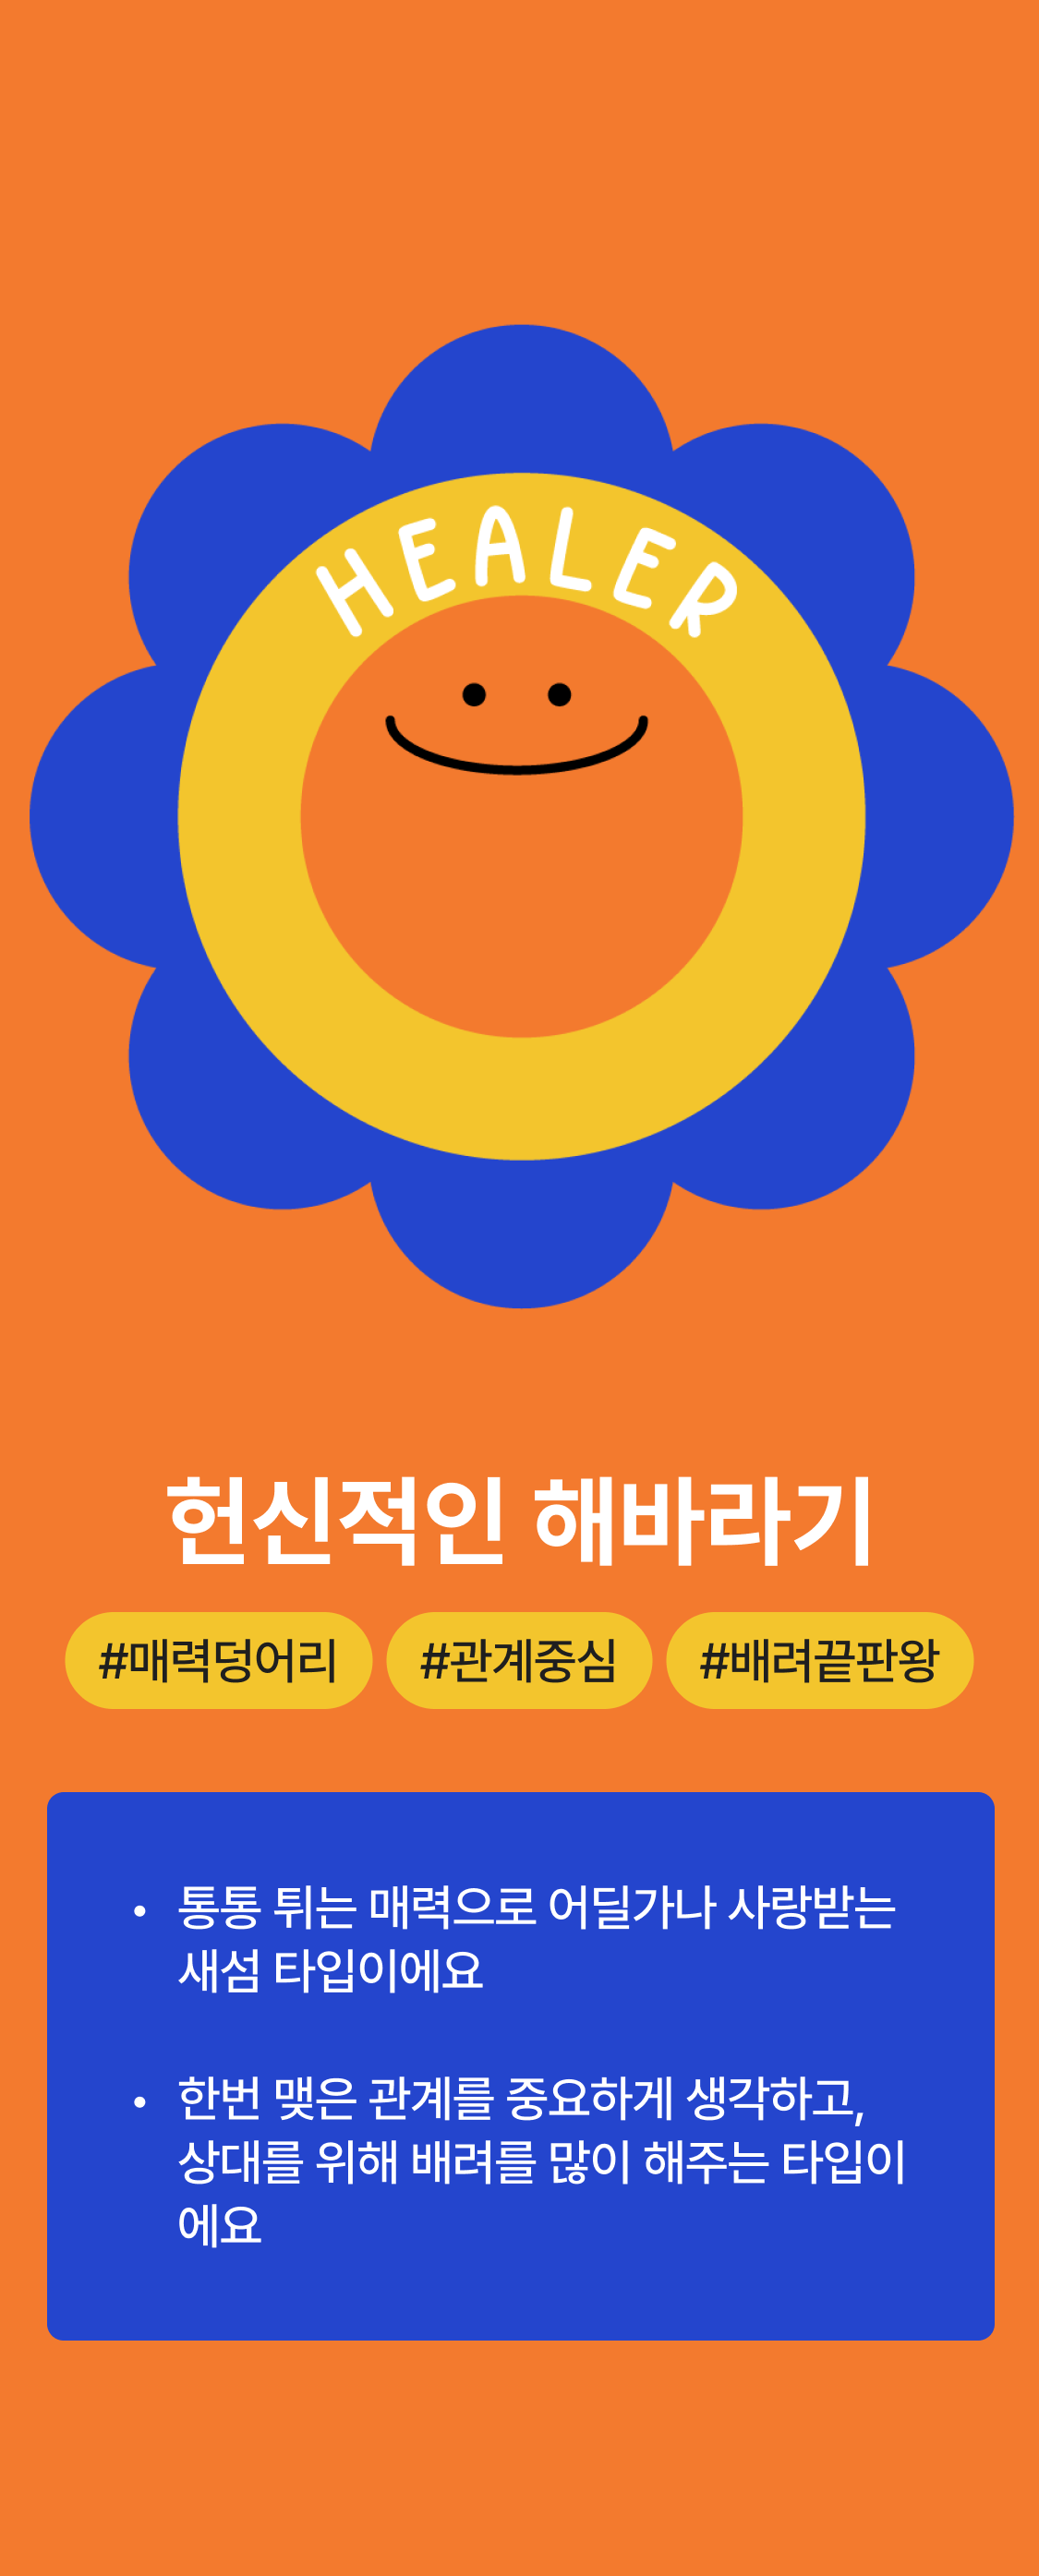 HEALER
헌신적인 해바라기
#매력덩어리 #관계중심 #배려끝판왕
• 통통 튀는 매력으로 어딜가나 사랑받는
새섬 타입이에요
• 한번 맺은 관계를 중요하게 생각하고,
상대를 위해 배려를 많이 해주는 타입이
에요